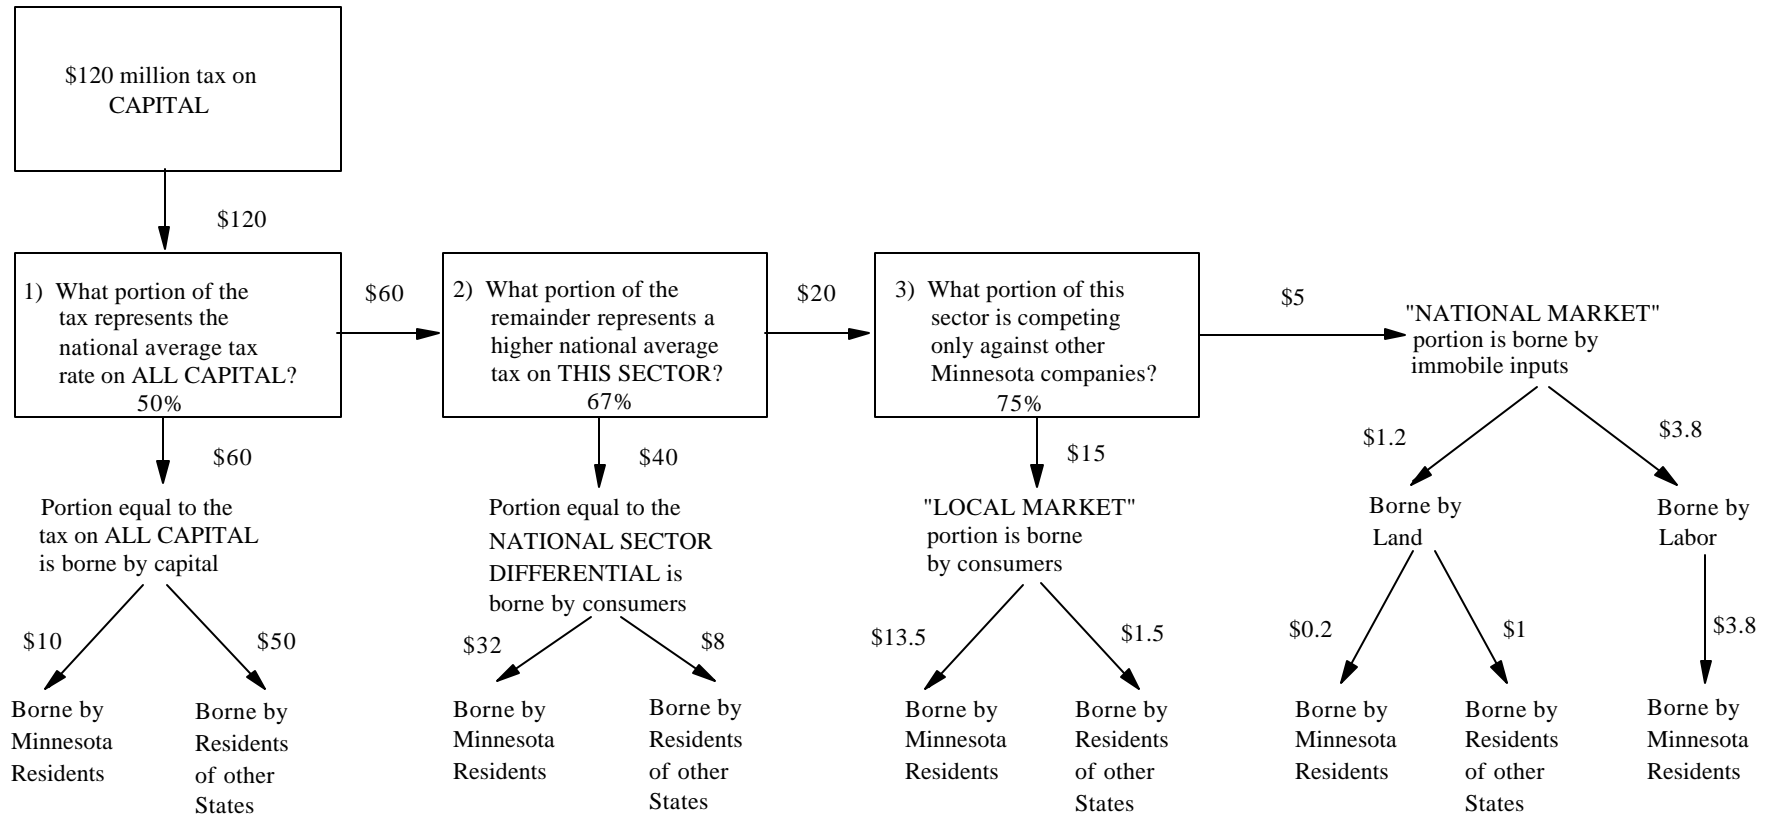 $120 million tax on
CAPITAL
$120
1) What portion of the
tax represents the
national average tax
rate on ALL CAPITAL?
50%
$60
2) What portion of the
remainder represents a
higher national average
tax on THIS SECTOR?
67%
$20
3) What portion of this
sector is competing
only against other
Minnesota companies?
75%
$5
"NATIONAL MARKET"
portion is borne by
immobile inputs
$60
Portion equal to the
tax on ALL CAPITAL
is borne by capital
$40
Portion equal to the
NATIONAL SECTOR
DIFFERENTIAL is
borne by consumers
$15
"LOCAL MARKET"
portion is borne
by consumers
$1.2
Borne by
Land
$3.8
Borne by
Labor
$10
Borne by
Minnesota
Residents
$50
Borne by
Residents
of other
States
$32
Borne by
Minnesota
Residents
$8
Borne by
Residents
of other
States
$13.5
Borne by
Minnesota
Residents
$1.5
Borne by
Residents
of other
States
$0.2
Borne by
Minnesota
Residents
$1
Borne by
Residents
of other
States
$3.8
Borne by
Minnesota
Residents